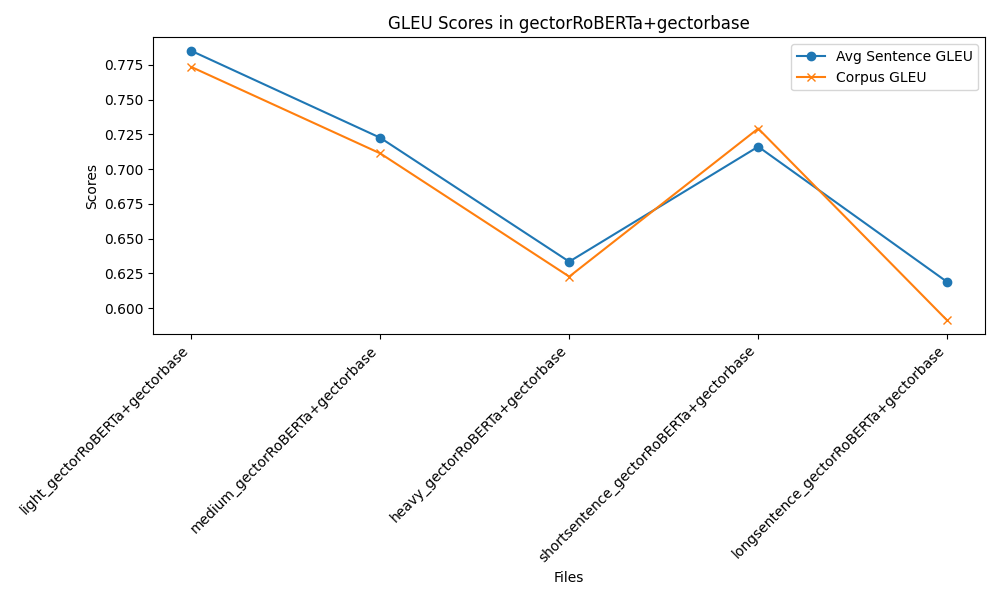 GLEU Scores in gectorRoBERTa+gectorbase
Avg Sentence GLEU
Corpus GLEU
Scores
0.775
0.750
0.725
0.700
0.675
0.650
0.625
0.600
light_gectorRoBERTa+gectorbase
medium_gectorRoBERTa+gectorbase
heavy_gectorRoBERTa+gectorbase
shortsentence_gectorRoBERTa+gectorbase
longsentence_gectorRoBERTa+gectorbase
Files